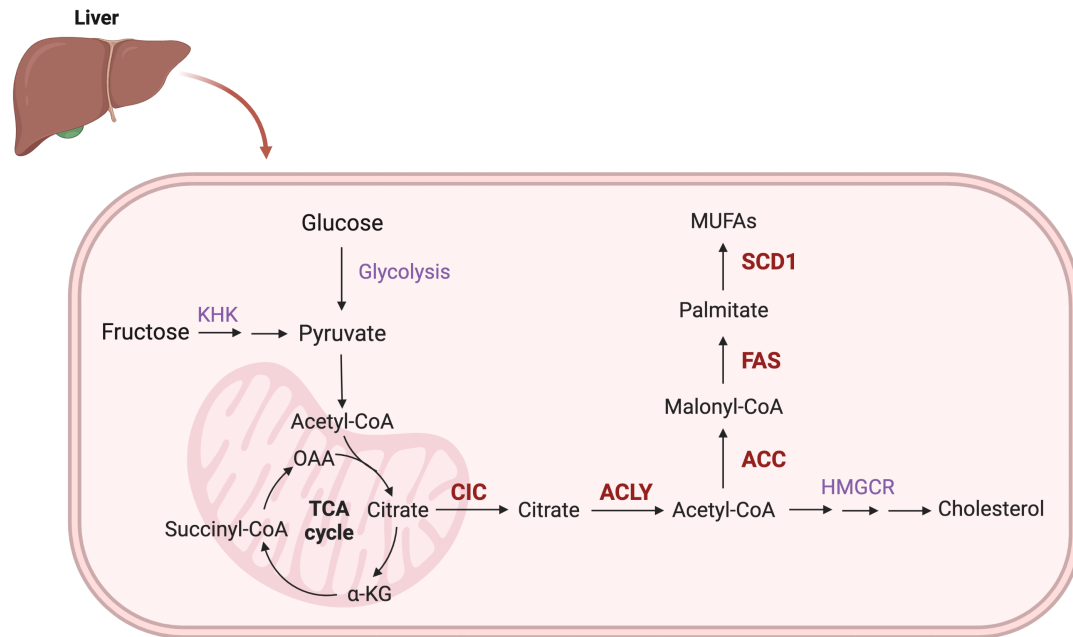 Liver
Glucose
Glycolysis
KHK
Fructose
Pyruvate
Acetyl-CoA
OAA
TCA
cycle
Citrate
Succinyl-CoA
α-KG
CIC
Citrate
ACLY
Acetyl-CoA
HMGCR
Cholesterol
ACC
Malonyl-CoA
FAS
Palmitate
SCD1
MUFAs